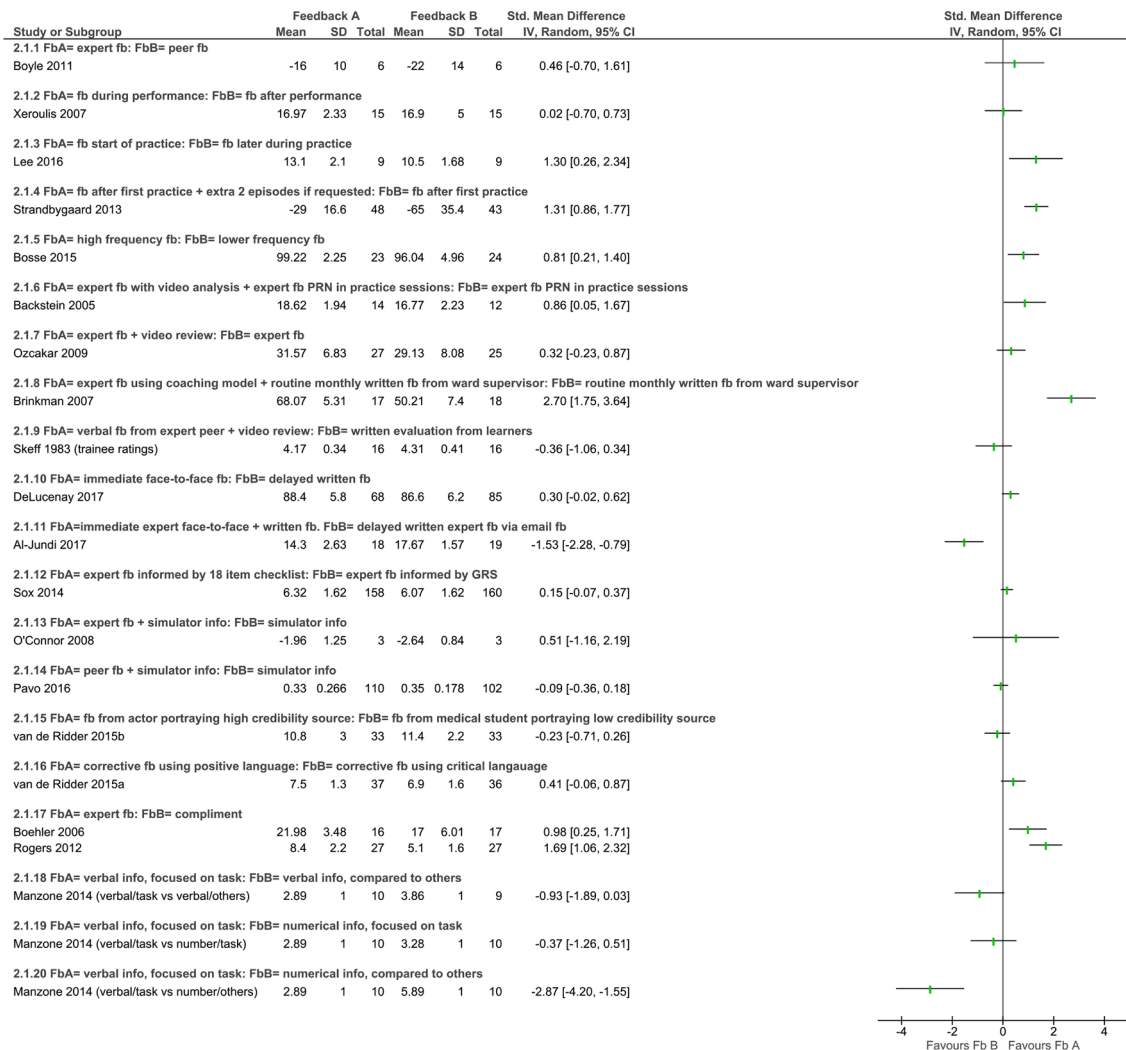 Feedback A Feedback B Std. Mean Difference Std. Mean Difference
Study or Subgroup Mean SD Total Mean SD Total IV, Random, 95% CI IV, Random, 95% CI
2.1.1 FbA= expert fb: FbB= peer fb
Boyle 2011 -16 10 6 -22 14 6 0.46 [-0.70, 1.61]
2.1.2 FbA= fb during performance: FbB= fb after performance
Xeroulis 2007 16.97 2.33 15 16.9 5 15 0.02 [-0.70, 0.73]
2.1.3 FbA= fb start of practice: FbB= fb later during practice
Lee 2016 13.1 2.1 9 10.5 1.68 9 1.30 [0.26, 2.34]
2.1.4 FbA= fb after first practice + extra 2 episodes if requested: FbB= fb after first practice
Strandbygaard 2013 -29 16.6 48 -65 35.4 43 1.31 [0.86, 1.77]
2.1.5 FbA= high frequency fb: FbB= lower frequency fb
Bosse 2015 99.22 2.25 23 96.04 4.96 24 0.81 [0.21, 1.40]
2.1.6 FbA= expert fb with video analysis + expert fb PRN in practice sessions: FbB= expert fb PRN in practice sessions
Backstein 2005 18.62 1.94 14 16.77 2.23 12 0.86 [0.05, 1.67]
2.1.7 FbA= expert fb + video review: FbB= expert fb
Ozcakar 2009 31.57 6.83 27 29.13 8.08 25 0.32 [-0.23, 0.87]
2.1.8 FbA= expert fb using coaching model + routine monthly written fb from ward supervisor: FbB= routine monthly written fb from ward supervisor
Brinkman 2007 68.07 5.31 17 50.21 7.4 18 2.70 [1.75, 3.64]
2.1.9 FbA= verbal fb from expert peer + video review: FbB= written evaluation from learners
Skeff 1983 (trainee ratings) 4.17 0.34 16 4.31 0.41 16 -0.36 [-1.06, 0.34]
2.1.10 FbA= immediate face-to-face fb: FbB= delayed written fb
DeLucenay 2017 88.4 5.8 68 86.6 6.2 85 0.30 [-0.02, 0.62]
2.1.11 FbA=immediate expert face-to-face + written fb. FbB= delayed written expert fb via email fb
Al-Jundi 2017 14.3 2.63 18 17.67 1.57 19 -1.53 [-2.28, -0.79]
2.1.12 FbA= expert fb informed by 18 item checklist: FbB= expert fb informed by GRS
Sox 2014 6.32 1.62 158 6.07 1.62 160 0.15 [-0.07, 0.37]
2.1.13 FbA= expert fb + simulator info: FbB= simulator info
O'Connor 2008 -1.96 1.25 3 -2.64 0.84 3 0.51 [-1.16, 2.19]
2.1.14 FbA= peer fb + simulator info: FbB= simulator info
Pavo 2016 0.33 0.266 110 0.35 0.178 102 -0.09 [-0.36, 0.18]
2.1.15 FbA= fb from actor portraying high credibility source: FbB= fb from medical student portraying low credibility source
van de Ridder 2015b 10.8 3 33 11.4 2.2 33 -0.23 [-0.71, 0.26]
2.1.16 FbA= corrective fb using positive language: FbB= corrective fb using critical langauage
van de Ridder 2015a 7.5 1.3 37 6.9 1.6 36 0.41 [-0.06, 0.87]
2.1.17 FbA= expert fb: FbB= compliment
Boehler 2006 21.98 3.48 16 17 6.01 17 0.98 [0.25, 1.71]
Rogers 2012 8.4 2.2 27 5.1 1.6 27 1.69 [1.06, 2.32]
2.1.18 FbA= verbal info, focused on task: FbB= verbal info, compared to others
Manzone 2014 (verbal/task vs verbal/others) 2.89 1 10 3.86 1 9 -0.93 [-1.89, 0.03]
2.1.19 FbA= verbal info, focused on task: FbB= numerical info, focused on task
Manzone 2014 (verbal/task vs number/task) 2.89 1 10 3.28 1 10 -0.37 [-1.26, 0.51]
2.1.20 FbA= verbal info, focused on task: FbB= numerical info, compared to others
Manzone 2014 (verbal/task vs number/others) 2.89 1 10 5.89 1 10 -2.87 [-4.20, -1.55]
-4 -2 0 2 4
Favours Fb B Favours Fb A